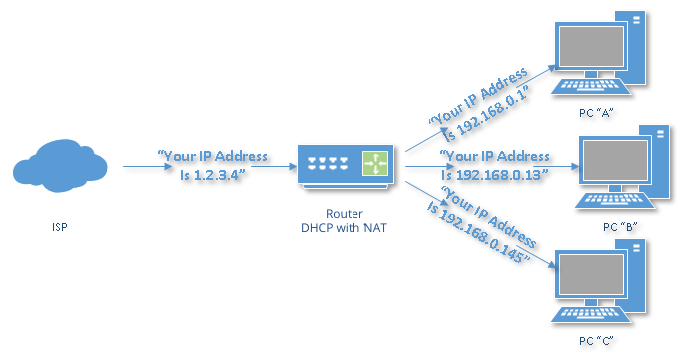 “Your IP Address
Is 1.2.3.4”
ISP
Router
DHCP with NAT
“Your IP Address
Is 192.168.0.1”
PC “A”
“Your IP Address
Is 192.168.0.13”
PC “B”
“Your IP Address
Is 192.168.0.145”
PC “C”